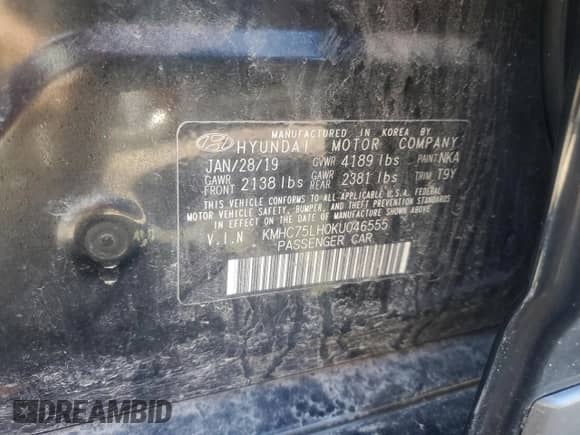 MANUFACTURED IN KOREA BY
HYUNDAI MOTOR COMPANY
JAN/28/19 GVWR 4189 lbs PAINT NKA
GAWR FRONT 2138 lbs GAWR REAR 2381 lbs TRIM T9Y
THIS VEHICLE CONFORMS TO ALL APPLICABLE U.S.A. FEDERAL
MOTOR VEHICLE SAFETY, BUMPER, AND THEFT PREVENTION
STANDARDS IN EFFECT ON THE DATE OF MANUFACTURE SHOWN ABOVE.
V.I.N KMHC75LH0KU046555
PASSENGER CAR
DREAMBID